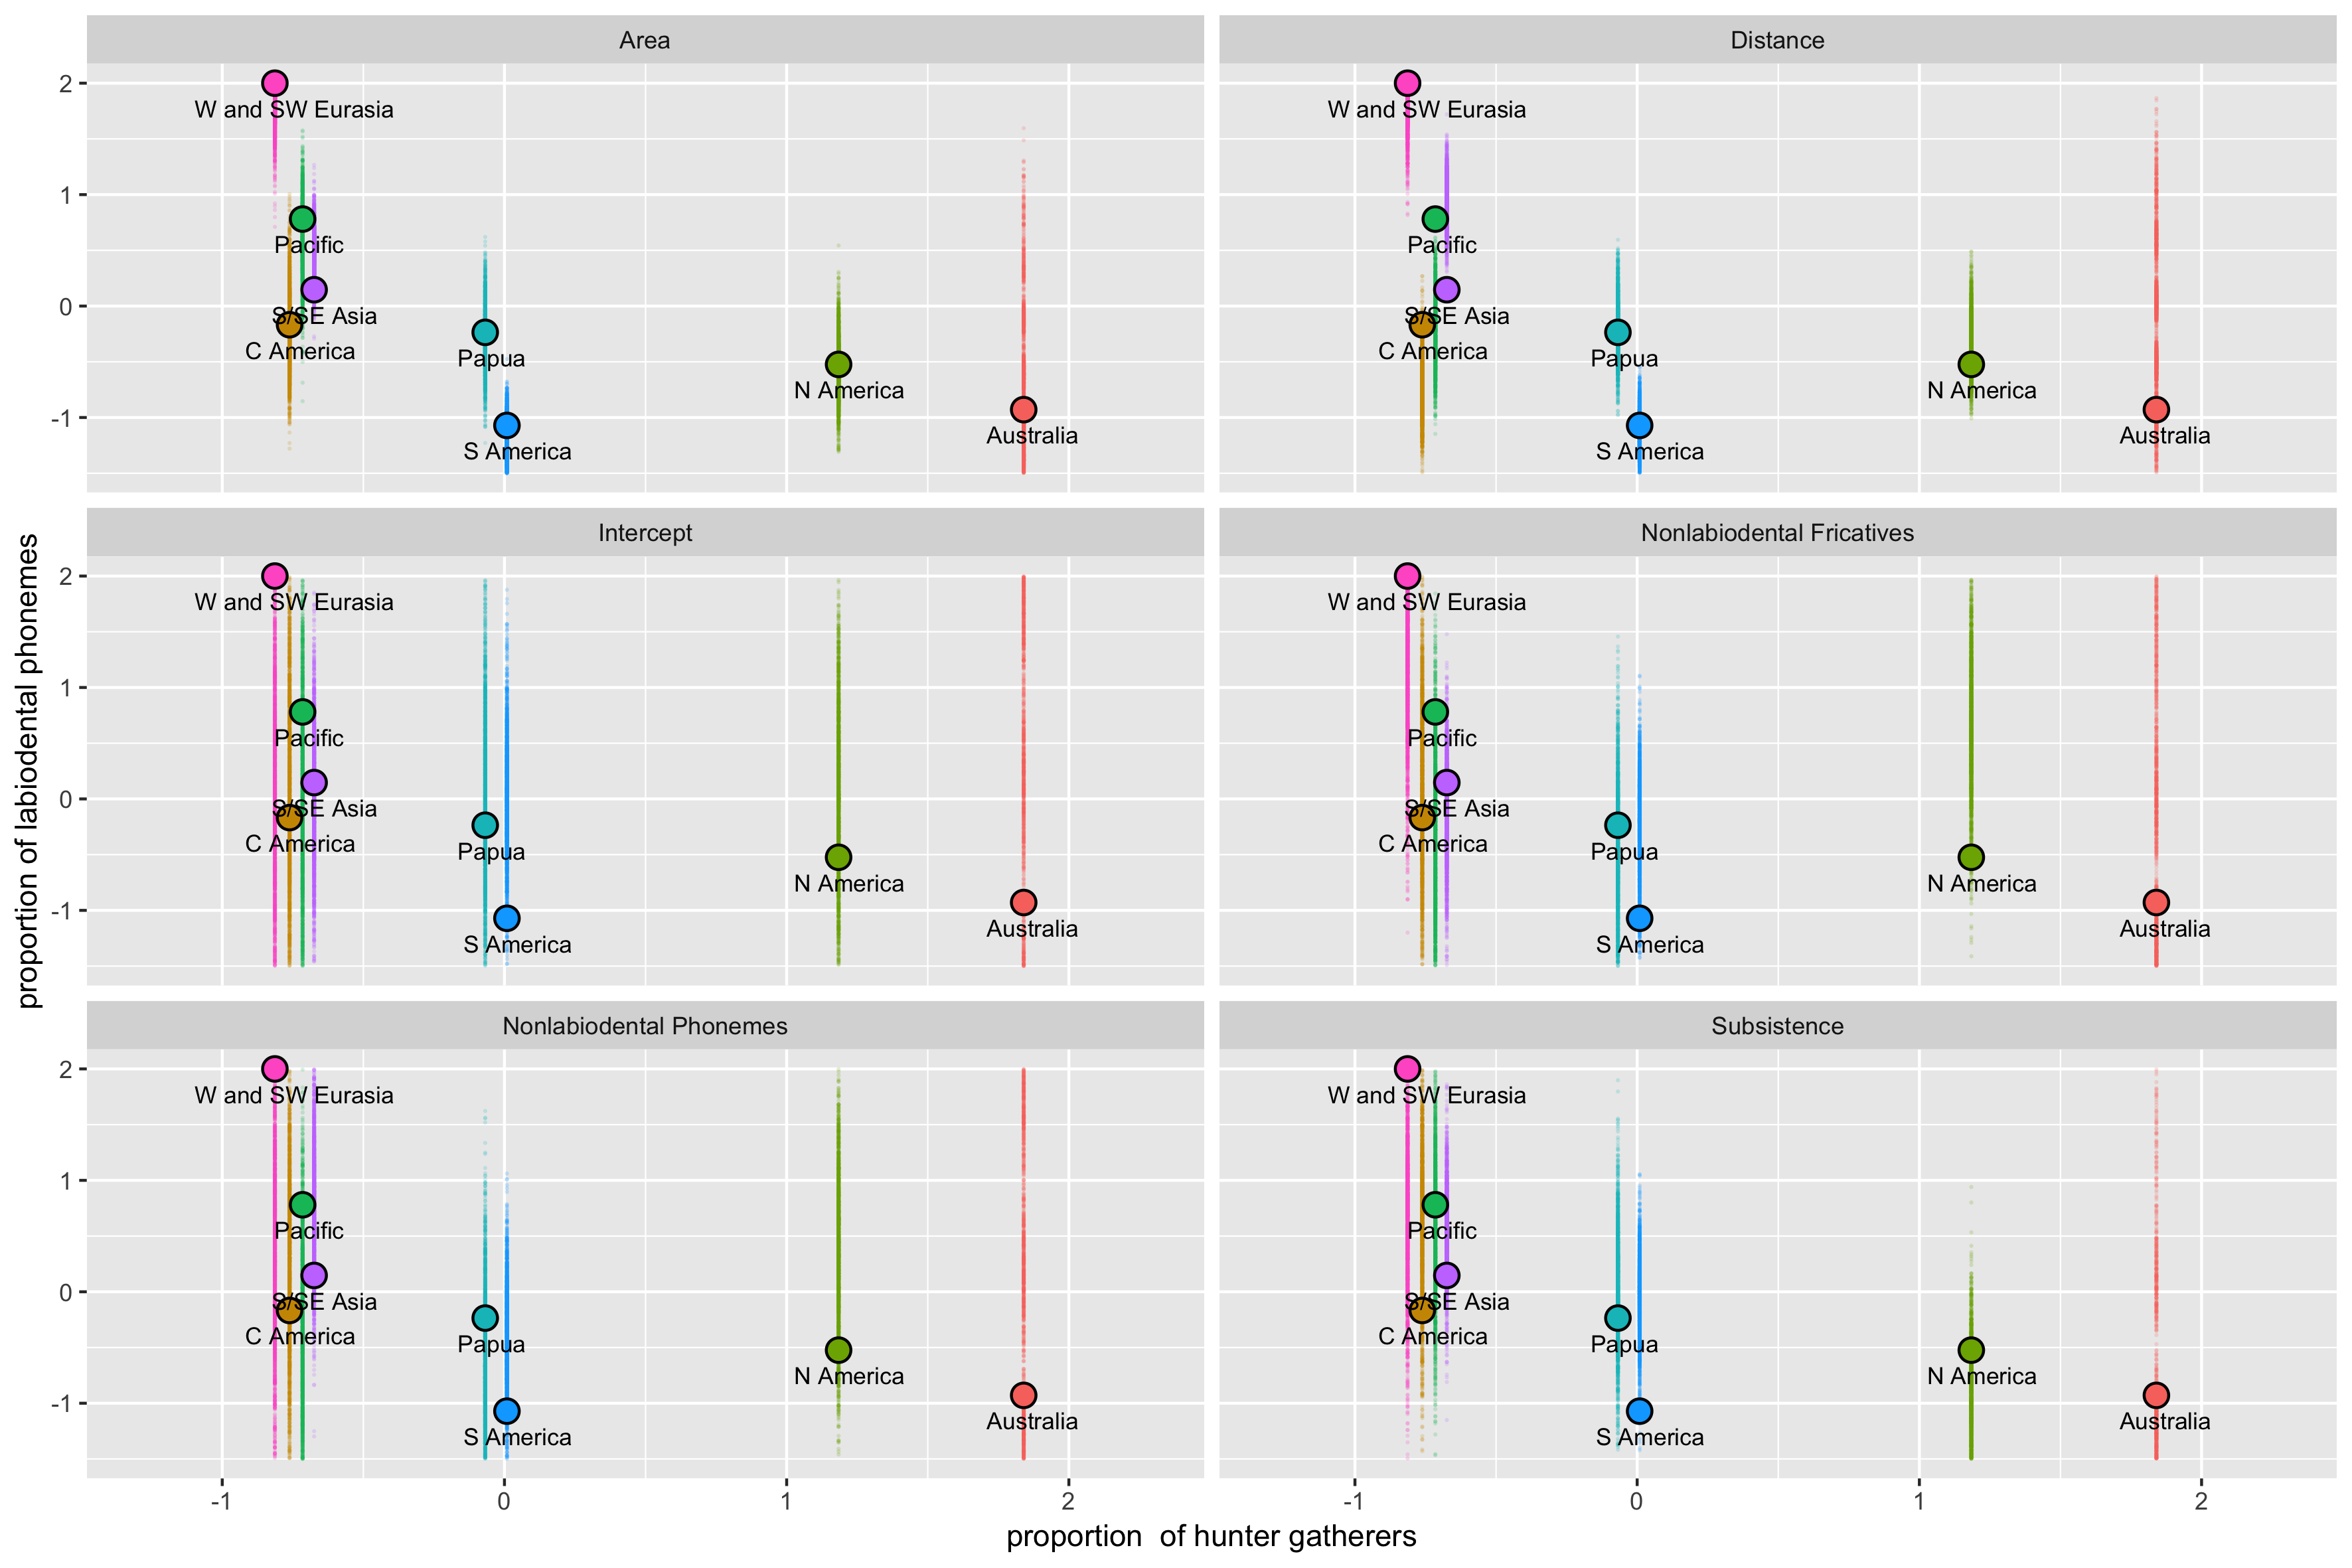 Area
Distance
2
1
0
-1
W and SW Eurasia
Pacific
S/SE Asia
C America
Papua
S America
N America
Australia
W and SW Eurasia
Pacific
S/SE Asia
C America
Papua
S America
N America
Australia
Intercept
Nonlabiodental Fricatives
2
1
0
-1
W and SW Eurasia
Pacific
S/SE Asia
C America
Papua
S America
N America
Australia
W and SW Eurasia
Pacific
S/SE Asia
C America
Papua
S America
N America
Australia
Nonlabiodental Phonemes
Subsistence
2
1
0
-1
W and SW Eurasia
Pacific
S/SE Asia
C America
Papua
S America
N America
Australia
W and SW Eurasia
Pacific
S/SE Asia
C America
Papua
S America
N America
Australia
-1 0 1 2
-1 0 1 2
proportion of hunter gatherers
proportion of labiodental phonemes